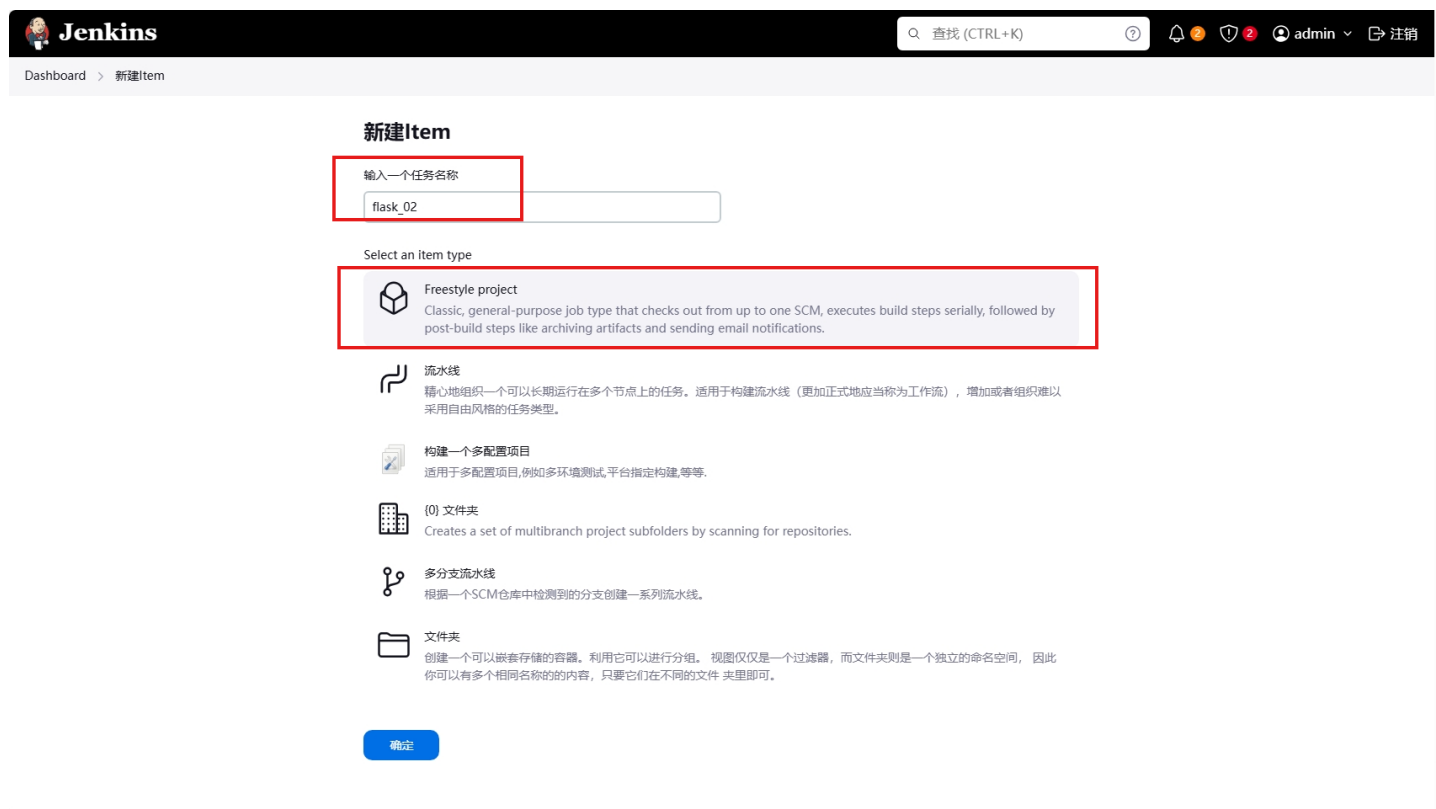 Jenkins
查找 (CTRL+K)
2
2
admin
注销
Dashboard > 新建Item
新建Item
输入一个任务名称
flask_02
Select an item type
Freestyle project
Classic, general-purpose job type that checks out from up to one SCM, executes build steps serially, followed by
post-build steps like archiving artifacts and sending email notifications.
流水线
精心地组织一个可以长期运行在多个节点上的任务。适用于构建流水线（更加正式地应当称为工作流），增加或者组织难以
采用自由风格的任务类型。
构建一个多配置项目
适用于多配置项目,例如多环境测试,平台指定构建,等等.
{0} 文件夹
Creates a set of multibranch project subfolders by scanning for repositories.
多分支流水线
根据一个SCM仓库中检测到的分支创建一系列流水线。
文件夹
创建一个可以嵌套存储的容器。利用它可以进行分组。 视图仅仅是一个过滤器，而文件夹则是一个独立的命名空间， 因此
你可以有多个相同名称的的内容，只要它们在不同的文件 夹里即可。
确定